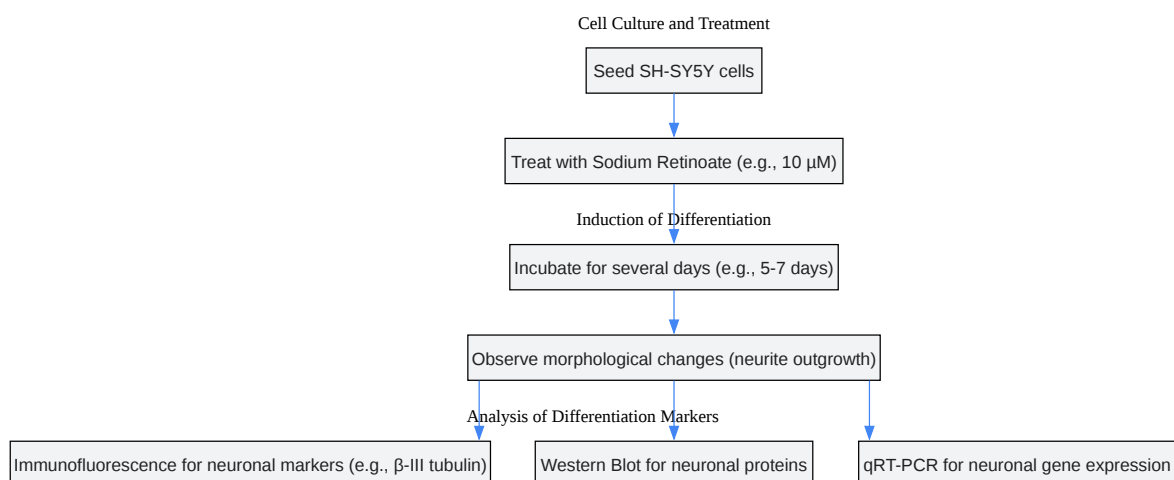 Cell Culture and Treatment
Seed SH-SY5Y cells
Treat with Sodium Retinoate (e.g., 10 µM)
Induction of Differentiation
Incubate for several days (e.g., 5-7 days)
Observe morphological changes (neurite outgrowth)
Analysis of Differentiation Markers
Immunofluorescence for neuronal markers (e.g., β-III tubulin)
Western Blot for neuronal proteins
qRT-PCR for neuronal gene expression